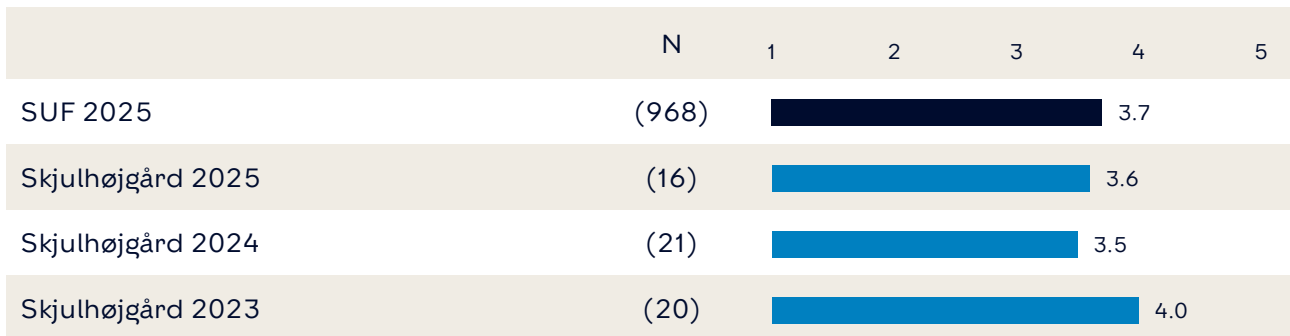 N 1 2 3 4 5
SUF 2025 (968) 3.7
Skjulhøjgård 2025 (16) 3.6
Skjulhøjgård 2024 (21) 3.5
Skjulhøjgård 2023 (20) 4.0